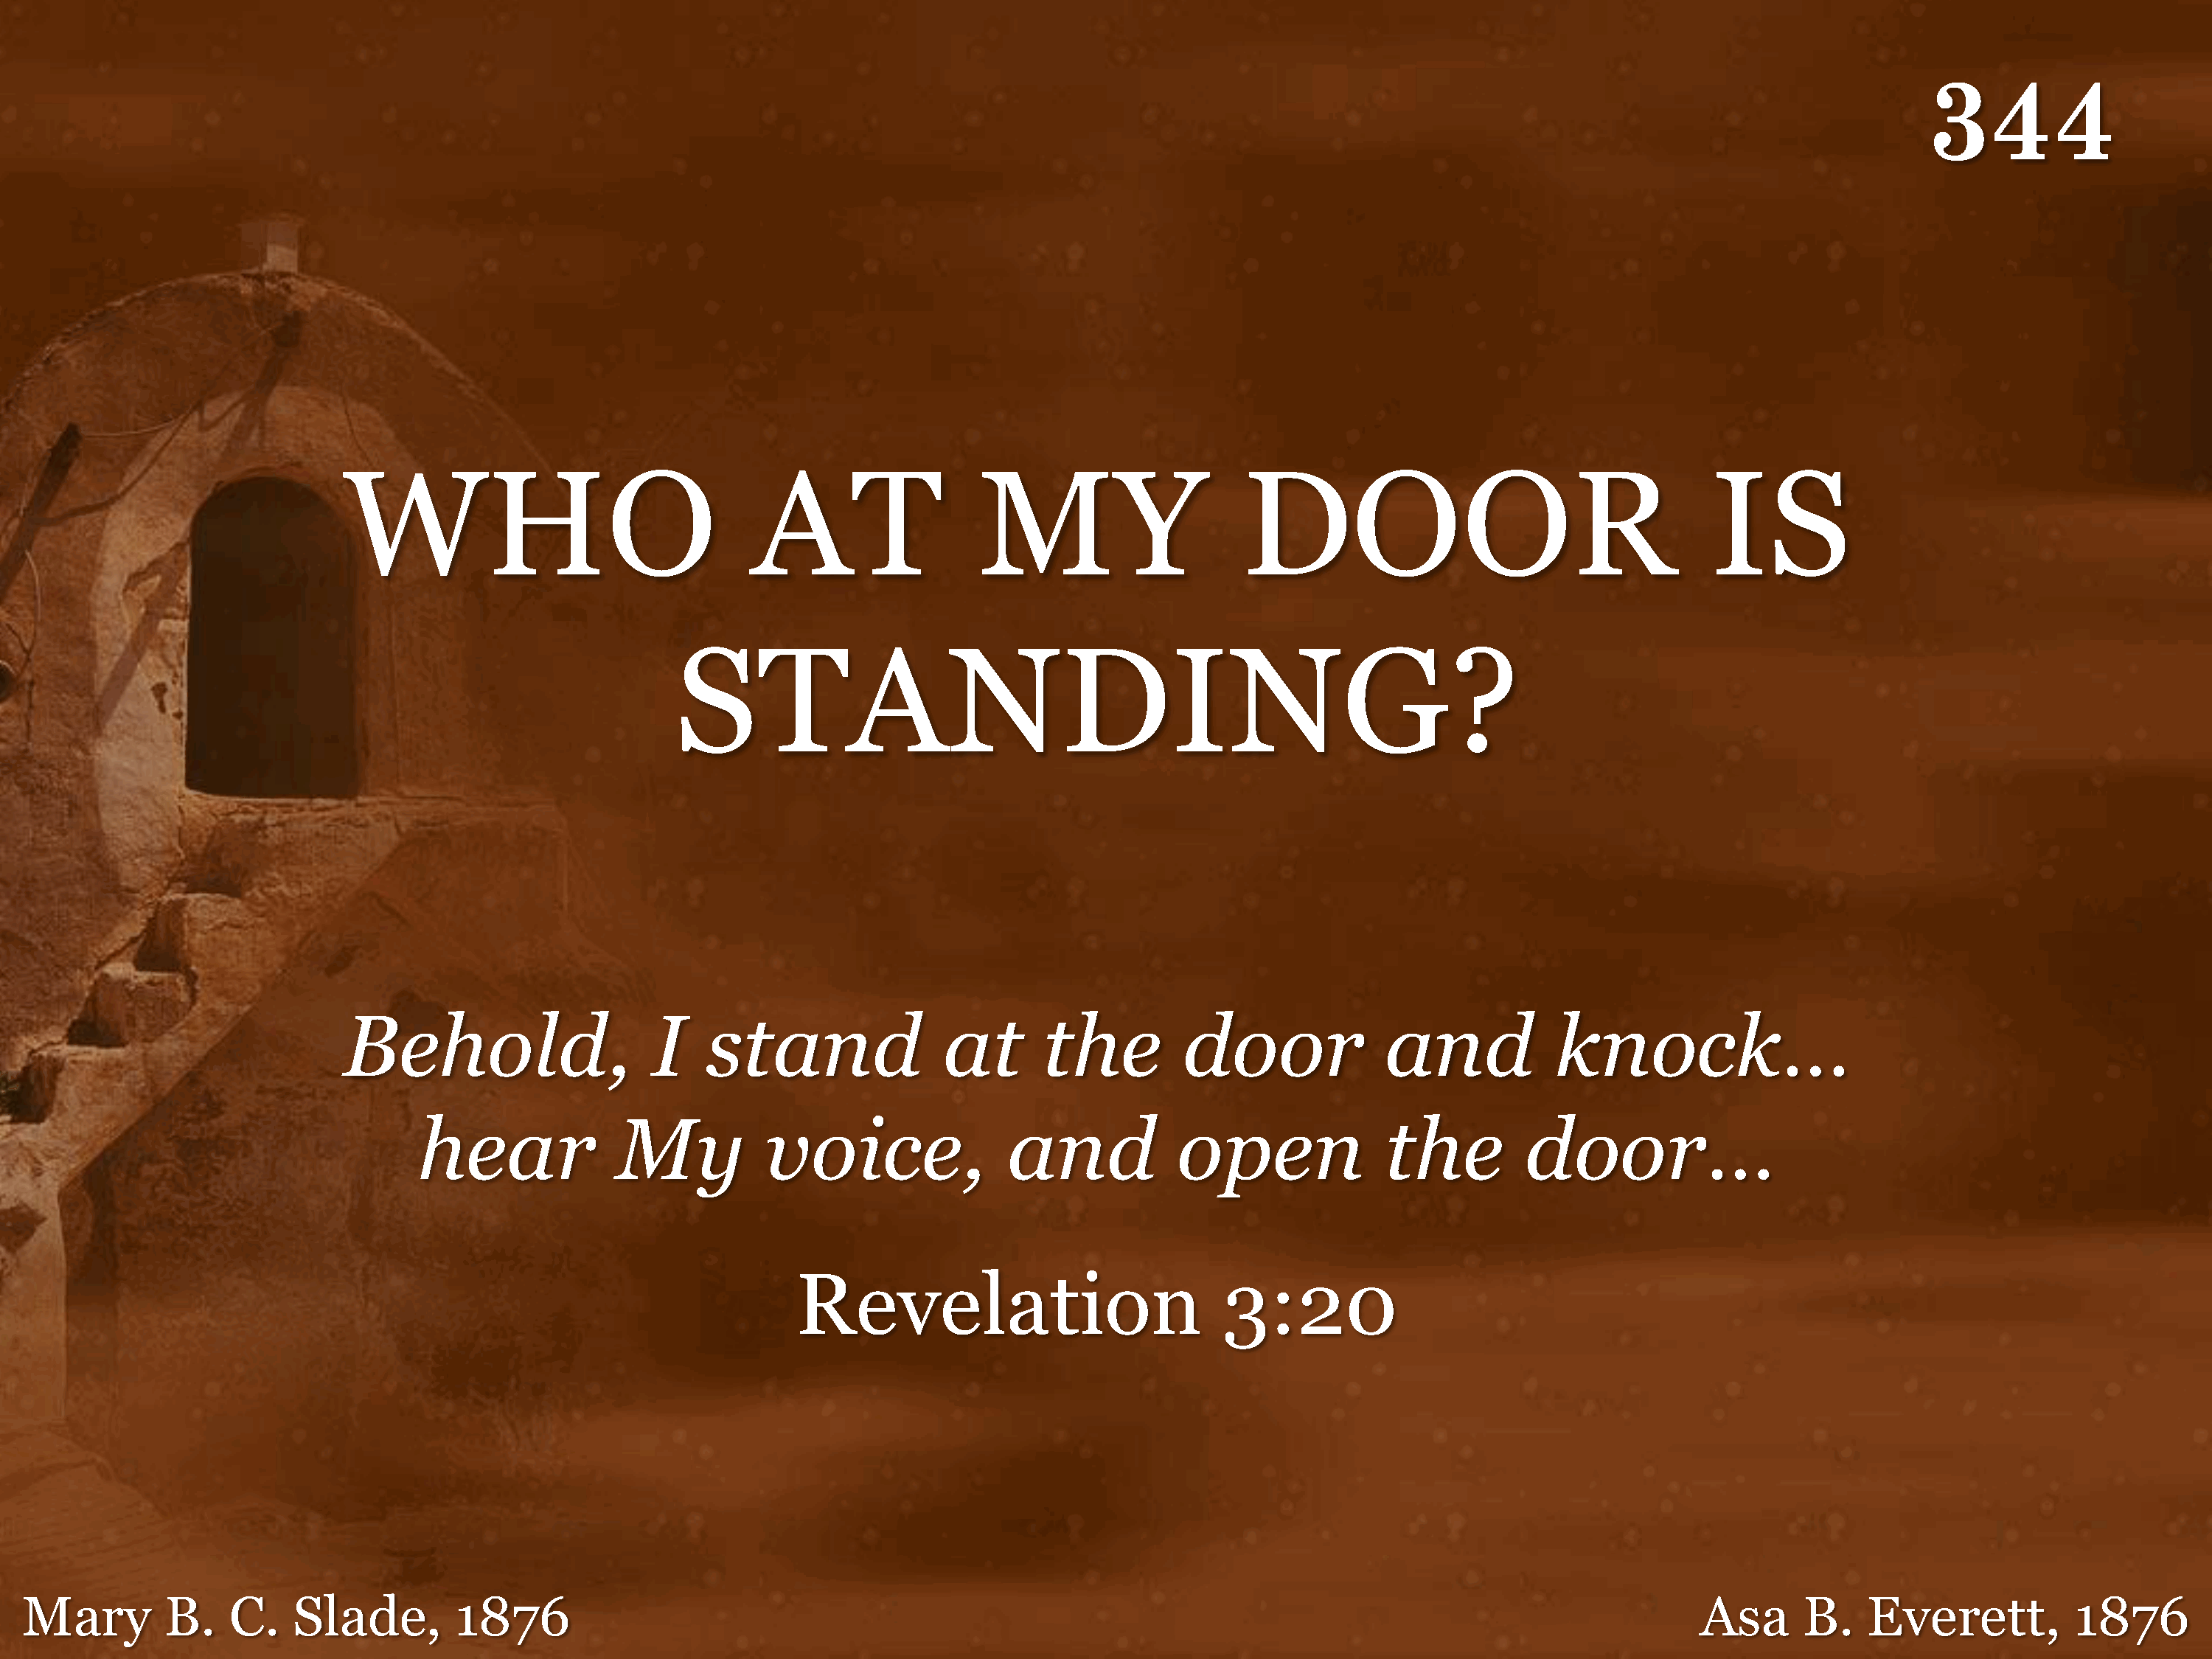 344
WHO AT MY DOOR IS
STANDING?
Behold, I stand at the door and knock...
hear My voice, and open the door...
Revelation 3:20
Mary B. C. Slade, 1876
Asa B. Everett, 1876